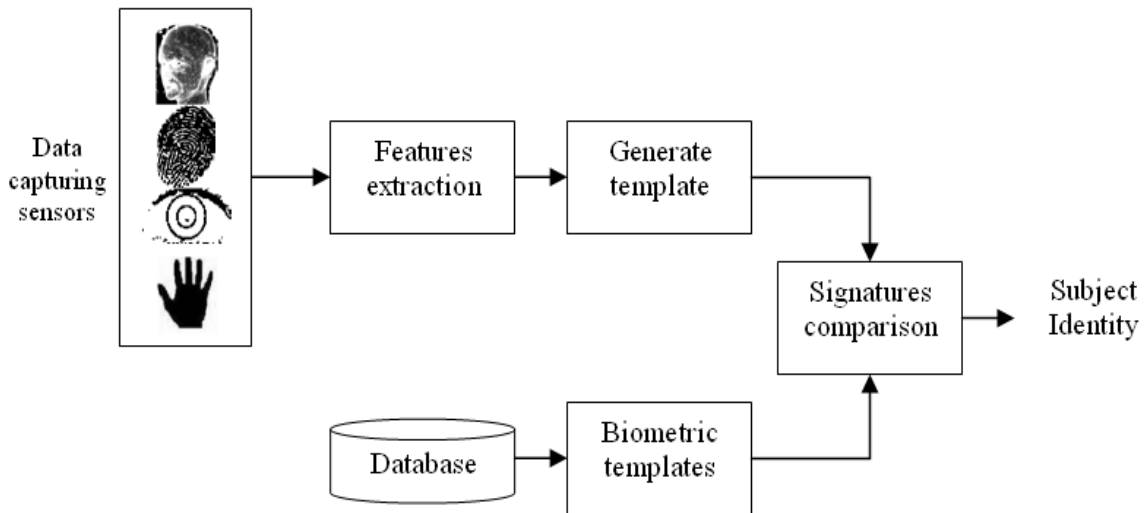 Data
capturing
sensors
Features
extraction
Generate
template
Signatures
comparison
Subject
Identity
Database
Biometric
templates